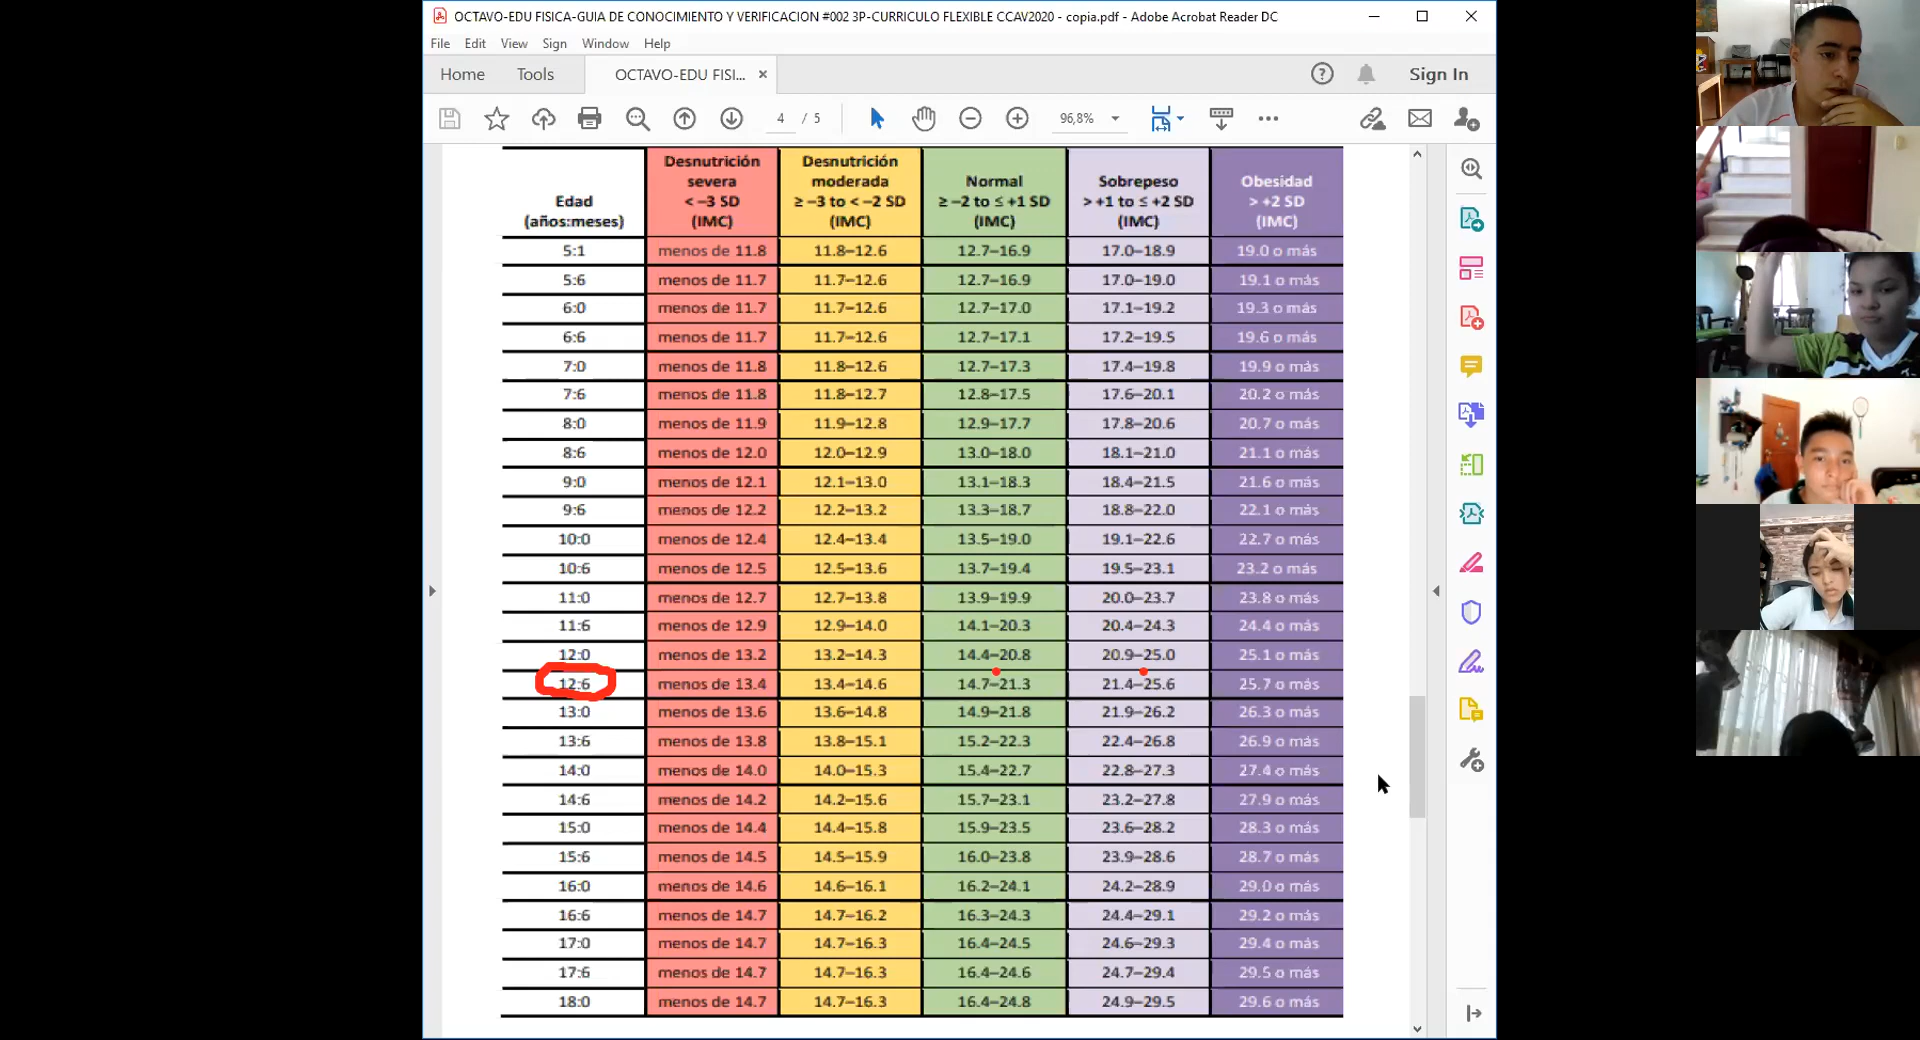 OCTAVO-EDU FISICA-GUIA DE CONOCIMIENTO Y VERIFICACION #002 3P-CURRICULO FLEXIBLE CCAV2020 - copia.pdf - Adobe Acrobat Reader DC
File Edit View Sign Window Help
Home Tools OCTAVO-EDU FISI... × Sign In
4 / 5 96,8%
Edad (años:meses) Desnutrición severa < −3 SD (IMC) Desnutrición moderada ≥ −3 to < −2 SD (IMC) Normal ≥ −2 to ≤ +1 SD (IMC) Sobrepeso > +1 to ≤ +2 SD (IMC) Obesidad > +2 SD (IMC)
5:1 menos de 11.8 11.8–12.6 12.7–16.9 17.0–18.9 19.0 o más
5:6 menos de 11.7 11.7–12.6 12.7–16.9 17.0–19.0 19.1 o más
6:0 menos de 11.7 11.7–12.6 12.7–17.0 17.1–19.2 19.3 o más
6:6 menos de 11.7 11.7–12.6 12.7–17.1 17.2–19.5 19.6 o más
7:0 menos de 11.8 11.8–12.6 12.7–17.3 17.4–19.8 19.9 o más
7:6 menos de 11.8 11.8–12.7 12.8–17.5 17.6–20.1 20.2 o más
8:0 menos de 11.9 11.9–12.8 12.9–17.7 17.8–20.6 20.7 o más
8:6 menos de 12.0 12.0–12.9 13.0–18.0 18.1–21.0 21.1 o más
9:0 menos de 12.1 12.1–13.0 13.1–18.3 18.4–21.5 21.6 o más
9:6 menos de 12.2 12.2–13.2 13.3–18.7 18.8–22.0 22.1 o más
10:0 menos de 12.4 12.4–13.4 13.5–19.0 19.1–22.6 22.7 o más
10:6 menos de 12.5 12.5–13.6 13.7–19.4 19.5–23.1 23.2 o más
11:0 menos de 12.7 12.7–13.8 13.9–19.9 20.0–23.7 23.8 o más
11:6 menos de 12.9 12.9–14.0 14.1–20.3 20.4–24.3 24.4 o más
12:0 menos de 13.2 13.2–14.3 14.4–20.8 20.9–25.0 25.1 o más
12:6 menos de 13.4 13.4–14.6 14.7–21.3 21.4–25.6 25.7 o más
13:0 menos de 13.6 13.6–14.8 14.9–21.8 21.9–26.2 26.3 o más
13:6 menos de 13.8 13.8–15.1 15.2–22.3 22.4–26.8 26.9 o más
14:0 menos de 14.0 14.0–15.3 15.4–22.7 22.8–27.3 27.4 o más
14:6 menos de 14.2 14.2–15.6 15.7–23.1 23.2–27.8 27.9 o más
15:0 menos de 14.4 14.4–15.8 15.9–23.5 23.6–28.2 28.3 o más
15:6 menos de 14.5 14.5–15.9 16.0–23.8 23.9–28.6 28.7 o más
16:0 menos de 14.6 14.6–16.1 16.2–24.1 24.2–28.9 29.0 o más
16:6 menos de 14.7 14.7–16.2 16.3–24.3 24.4–29.1 29.2 o más
17:0 menos de 14.7 14.7–16.3 16.4–24.5 24.6–29.3 29.4 o más
17:6 menos de 14.7 14.7–16.3 16.4–24.6 24.7–29.4 29.5 o más
18:0 menos de 14.7 14.7–16.3 16.4–24.8 24.9–29.5 29.6 o más